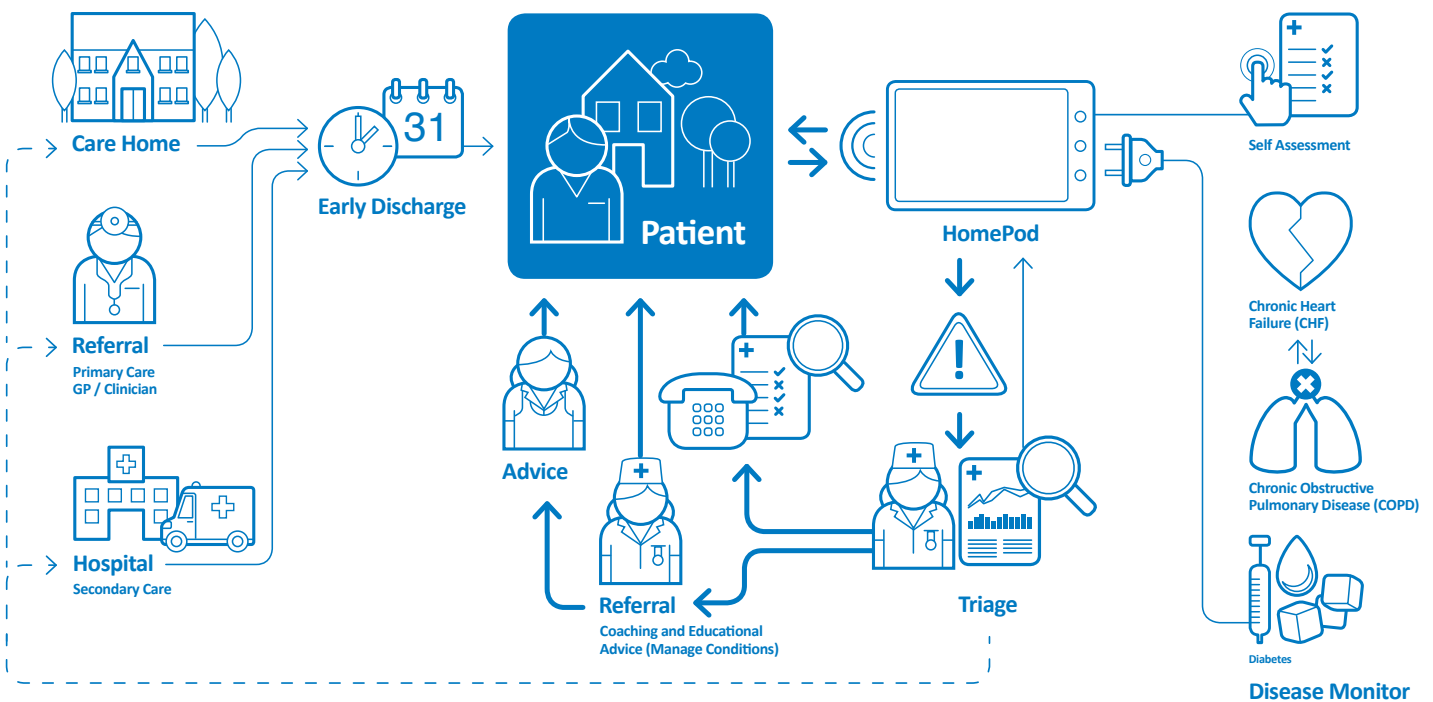 Care Home
31
Early Discharge
Referral
Primary Care
GP / Clinician
Hospital
Secondary Care
Patient
Advice
Referral
Coaching and Educational
Advice (Manage Conditions)
HomePod
!
Triage
Self Assessment
Chronic Heart
Failure (CHF)
Chronic Obstructive
Pulmonary Disease (COPD)
Diabetes
Disease Monitor